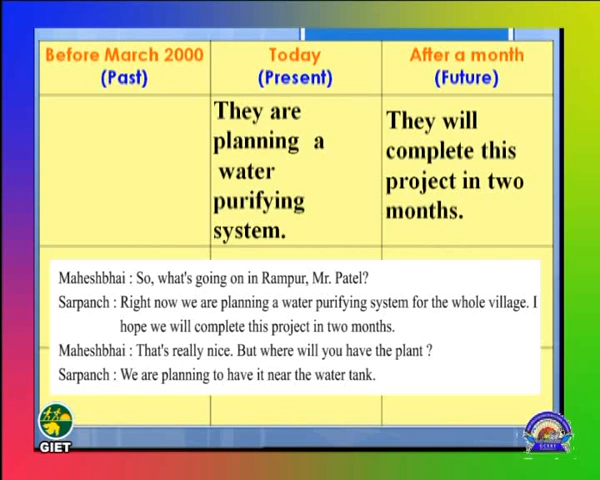 Before March 2000
(Past)
Today
(Present)
After a month
(Future)
They are
planning a
water
purifying
system.
They will
complete this
project in two
months.
Maheshbhai : So, what's going on in Rampur, Mr. Patel?
Sarpanch : Right now we are planning a water purifying system for the whole village. I
hope we will complete this project in two months.
Maheshbhai : That's really nice. But where will you have the plant ?
Sarpanch : We are planning to have it near the water tank.
GIET